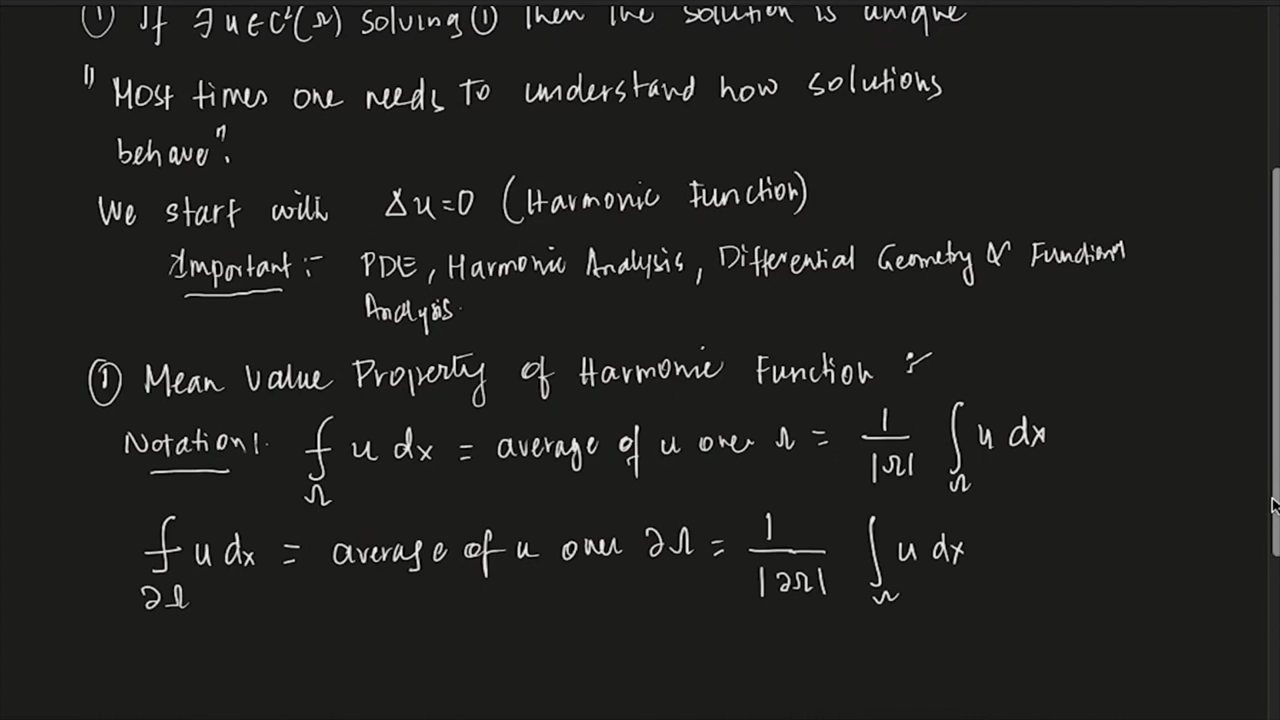 ① If ∃ u ∈ C²(Ω) solving ① Then the solution is unique
" Most times one needs to understand how solutions
behave".
We start with Δu=0 (Harmonic Function)
Important :- PDE, Harmonic Analysis, Differential Geometry & Functional
Analysis.
① Mean Value Property of Harmonic Function :-
Notation 1. ⨍_Ω u dx = average of u over Ω = 1/|Ω| ∫_Ω u dx
⨍_∂Ω u dx = average of u over ∂Ω = 1/|∂Ω| ∫_Ω u dx